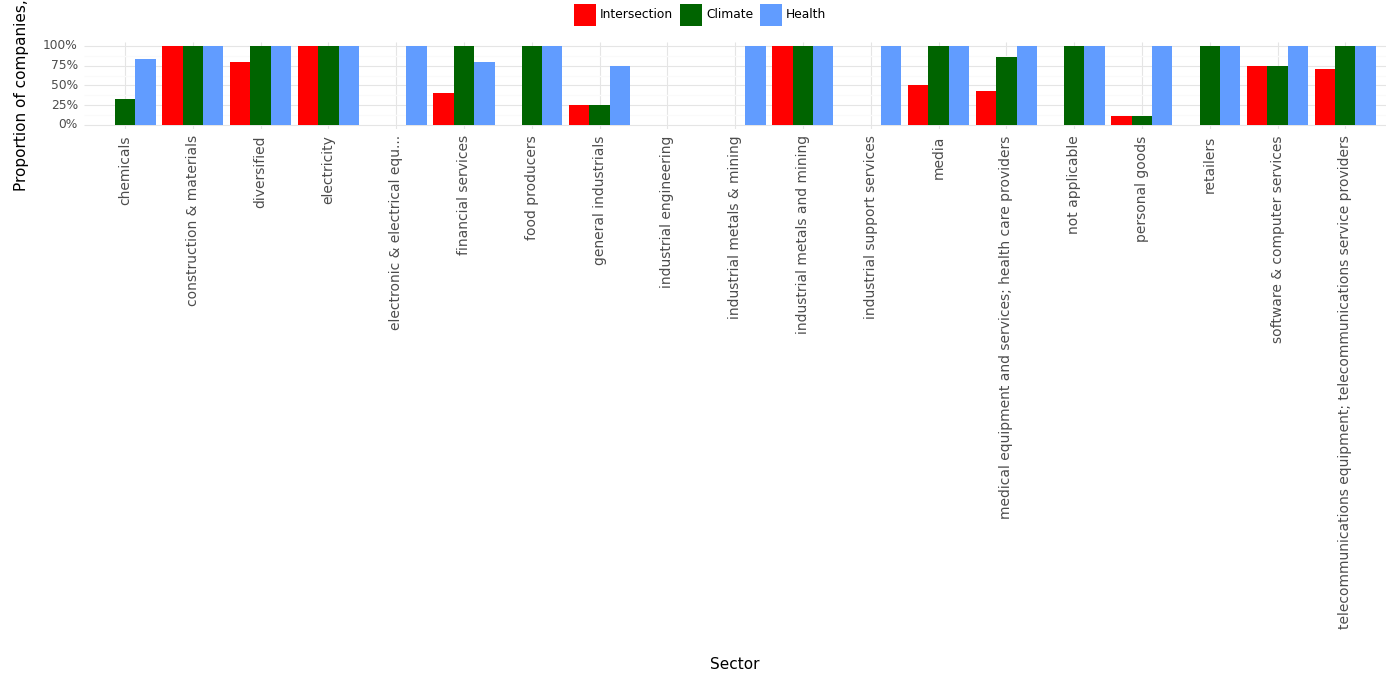 Intersection Climate Health
Proportion of companies,
100%
75%
50%
25%
0%
chemicals
construction & materials
diversified
electricity
electronic & electrical equ...
financial services
food producers
general industrials
industrial engineering
industrial metals & mining
industrial metals and mining
industrial support services
media
medical equipment and services; health care providers
not applicable
personal goods
retailers
software & computer services
telecommunications equipment; telecommunications service providers
Sector